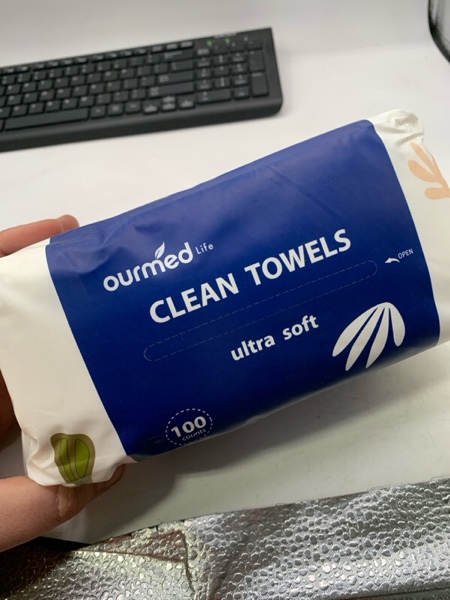 ourmed Life
CLEAN TOWELS
OPEN
ultra soft
100
counts